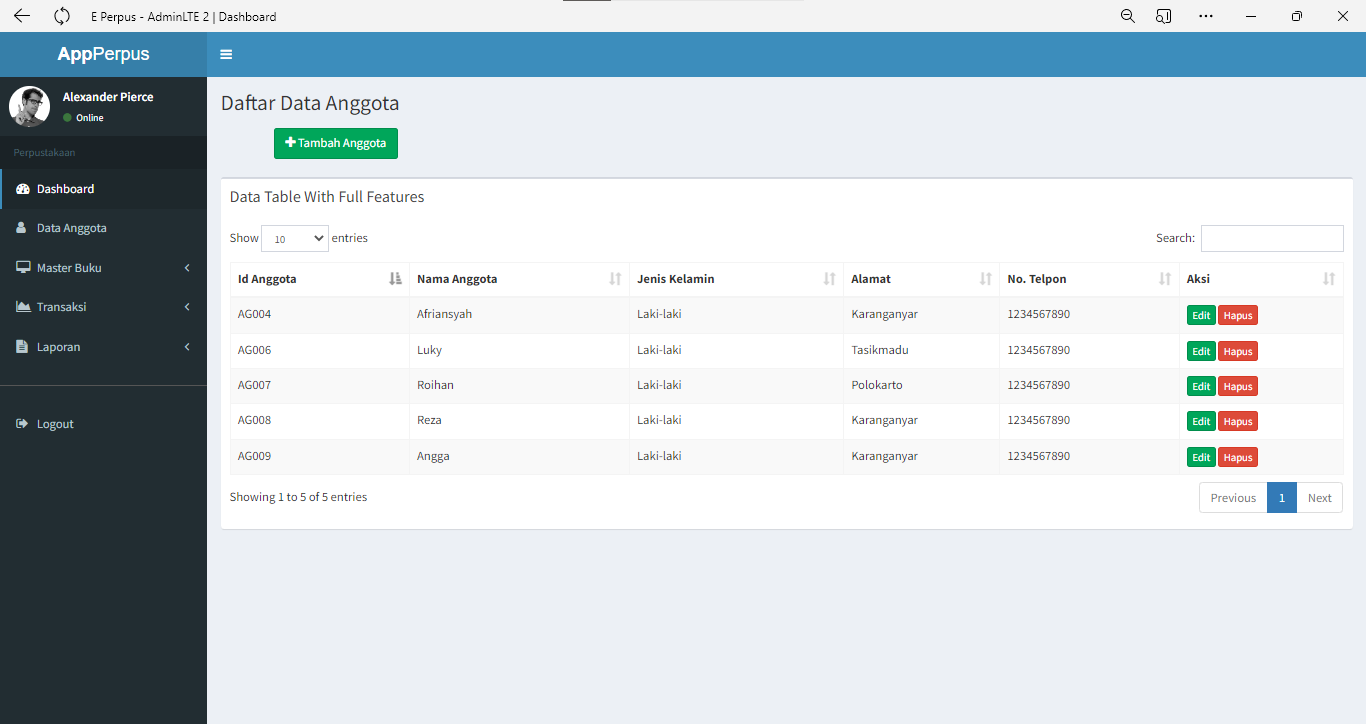 E Perpus - AdminLTE 2 | Dashboard
AppPerpus
Alexander Pierce
Online
Perpustakaan
Dashboard
Data Anggota
Master Buku
Transaksi
Laporan
Logout
Daftar Data Anggota
Tambah Anggota
Data Table With Full Features
Show 10 entries Search:
Id Anggota Nama Anggota Jenis Kelamin Alamat No. Telpon Aksi
AG004 Afriansyah Laki-laki Karanganyar 1234567890 Edit Hapus
AG006 Luky Laki-laki Tasikmadu 1234567890 Edit Hapus
AG007 Roihan Laki-laki Polokarto 1234567890 Edit Hapus
AG008 Reza Laki-laki Karanganyar 1234567890 Edit Hapus
AG009 Angga Laki-laki Karanganyar 1234567890 Edit Hapus
Showing 1 to 5 of 5 entries Previous 1 Next